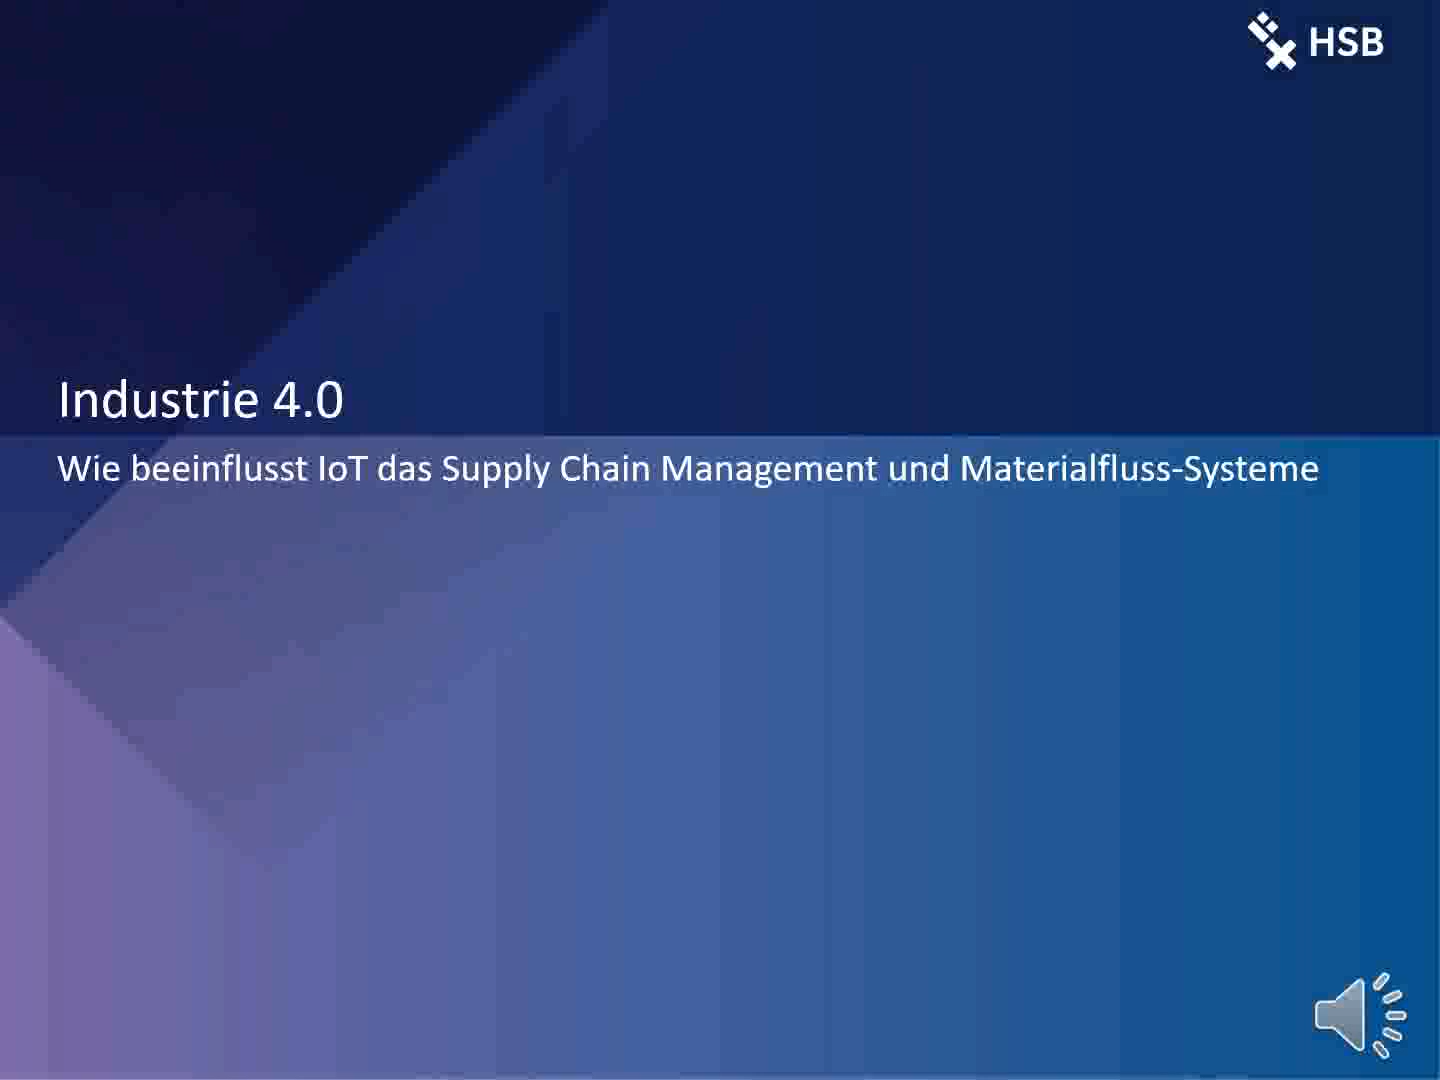 HSB
Industrie 4.0
Wie beeinflusst IoT das Supply Chain Management und Materialfluss-Systeme